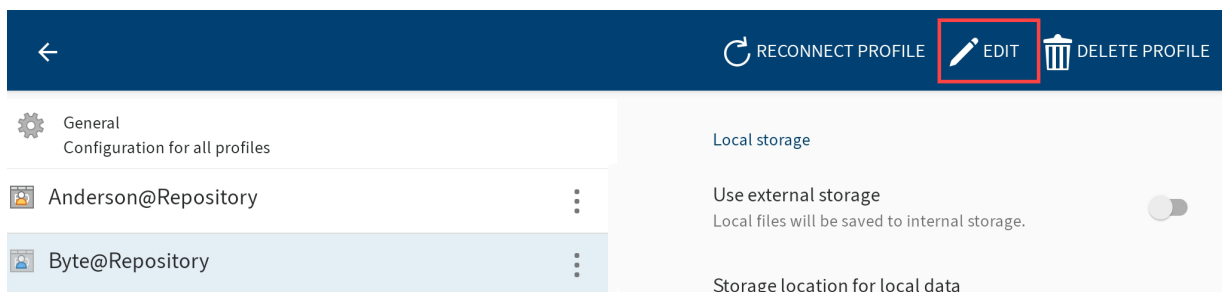 RECONNECT PROFILE EDIT DELETE PROFILE
General
Configuration for all profiles
Anderson@Repository
Byte@Repository
Local storage
Use external storage
Local files will be saved to internal storage.
Storage location for local data